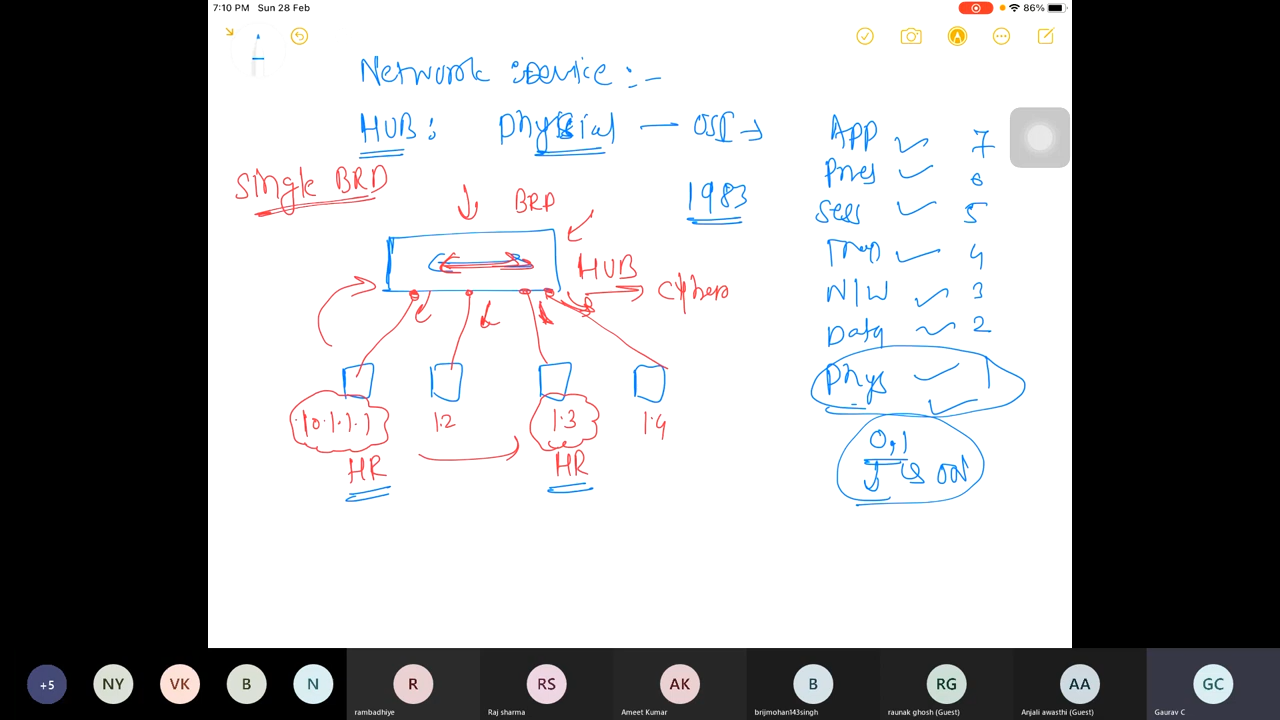 7:10 PM Sun 28 Feb
86%
Network Device :-
HUB: physical — OSI →
APP 7
Pres 6
Sess 5
4
N/W 3
Data 2
Phys 1
0,1
Single BRD
BRD
1983
HUB
10.1.1.1
1.2
1.3
1.4
HR
HR
+5
NY
VK
B
N
R
rambadhiye
RS
Raj sharma
AK
Ameet Kumar
B
brijmohan143singh
RG
raunak ghosh (Guest)
AA
Anjali awasthi (Guest)
GC
Gaurav C